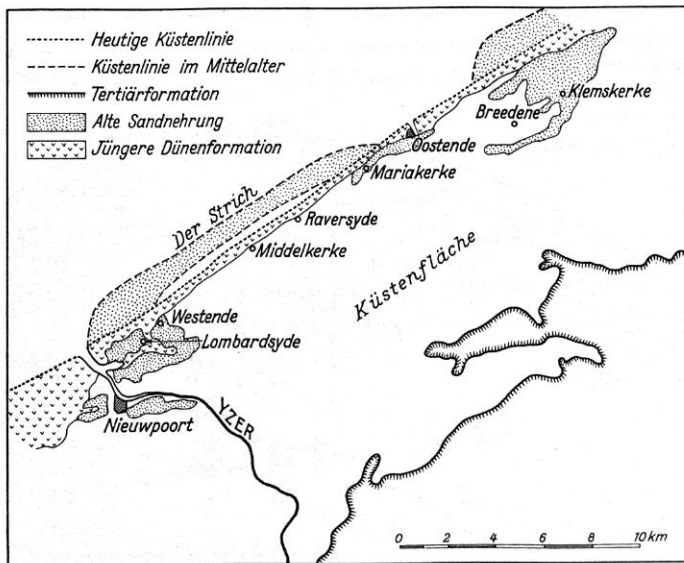 Heutige Küstenlinie
Küstenlinie im Mittelalter
Tertiärformation
Alte Sandnehrung
Jüngere Dünenformation
Klemskerke
Breedene
Oostende
Mariakerke
Der Strich
Raversyde
Middelkerke
Küstenfläche
Westende
Lombardsyde
Nieuwpoort
YZER
0 2 4 6 8 10 km